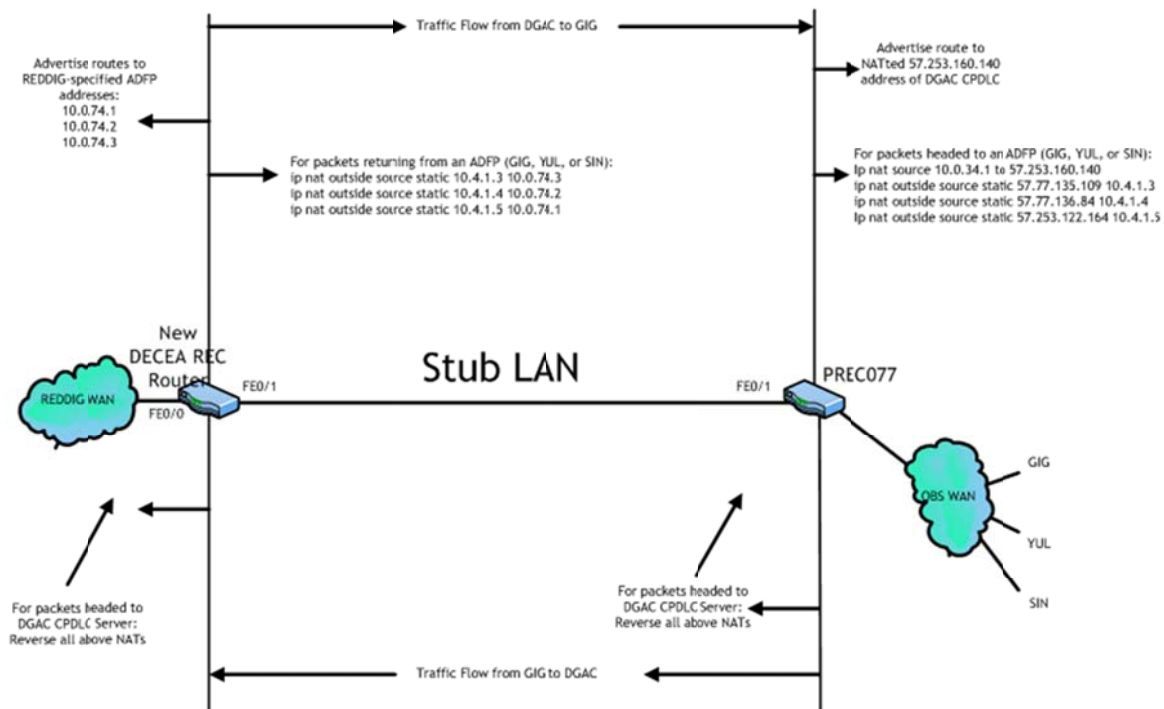 Traffic Flow from DGAC to GIG
Advertise routes to
REDDIG-specified ADFP
addresses:
10.0.74.1
10.0.74.2
10.0.74.3
Advertise route to
NATted 57.253.160.140
address of DGAC CPDLC
For packets returning from an ADFP (GIG, YUL, or SIN):
ip nat outside source static 10.4.1.3 10.0.74.3
ip nat outside source static 10.4.1.4 10.0.74.2
ip nat outside source static 10.4.1.5 10.0.74.1
For packets headed to an ADFP (GIG, YUL, or SIN):
Ip nat source 10.0.34.1 to 57.253.160.140
ip nat outside source static 57.77.135.109 10.4.1.3
ip nat outside source static 57.77.136.84 10.4.1.4
Ip nat outside source static 57.253.122.164 10.4.1.5
New
DECEA REC
Router
REDDIG WAN
FE0/0
FE0/1
Stub LAN
FE0/1
PREC077
OBS WAN
GIG
YUL
SIN
For packets headed to
DGAC CPDLC Server:
Reverse all above NATs
For packets headed to
DGAC CPDLC Server:
Reverse all above NATs
Traffic Flow from GIG to DGAC